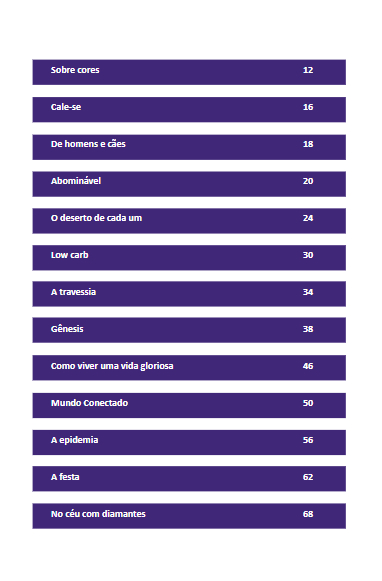 Sobre cores 12
Cale-se 16
De homens e cães 18
Abominável 20
O deserto de cada um 24
Low carb 30
A travessia 34
Gênesis 38
Como viver uma vida gloriosa 46
Mundo Conectado 50
A epidemia 56
A festa 62
No céu com diamantes 68